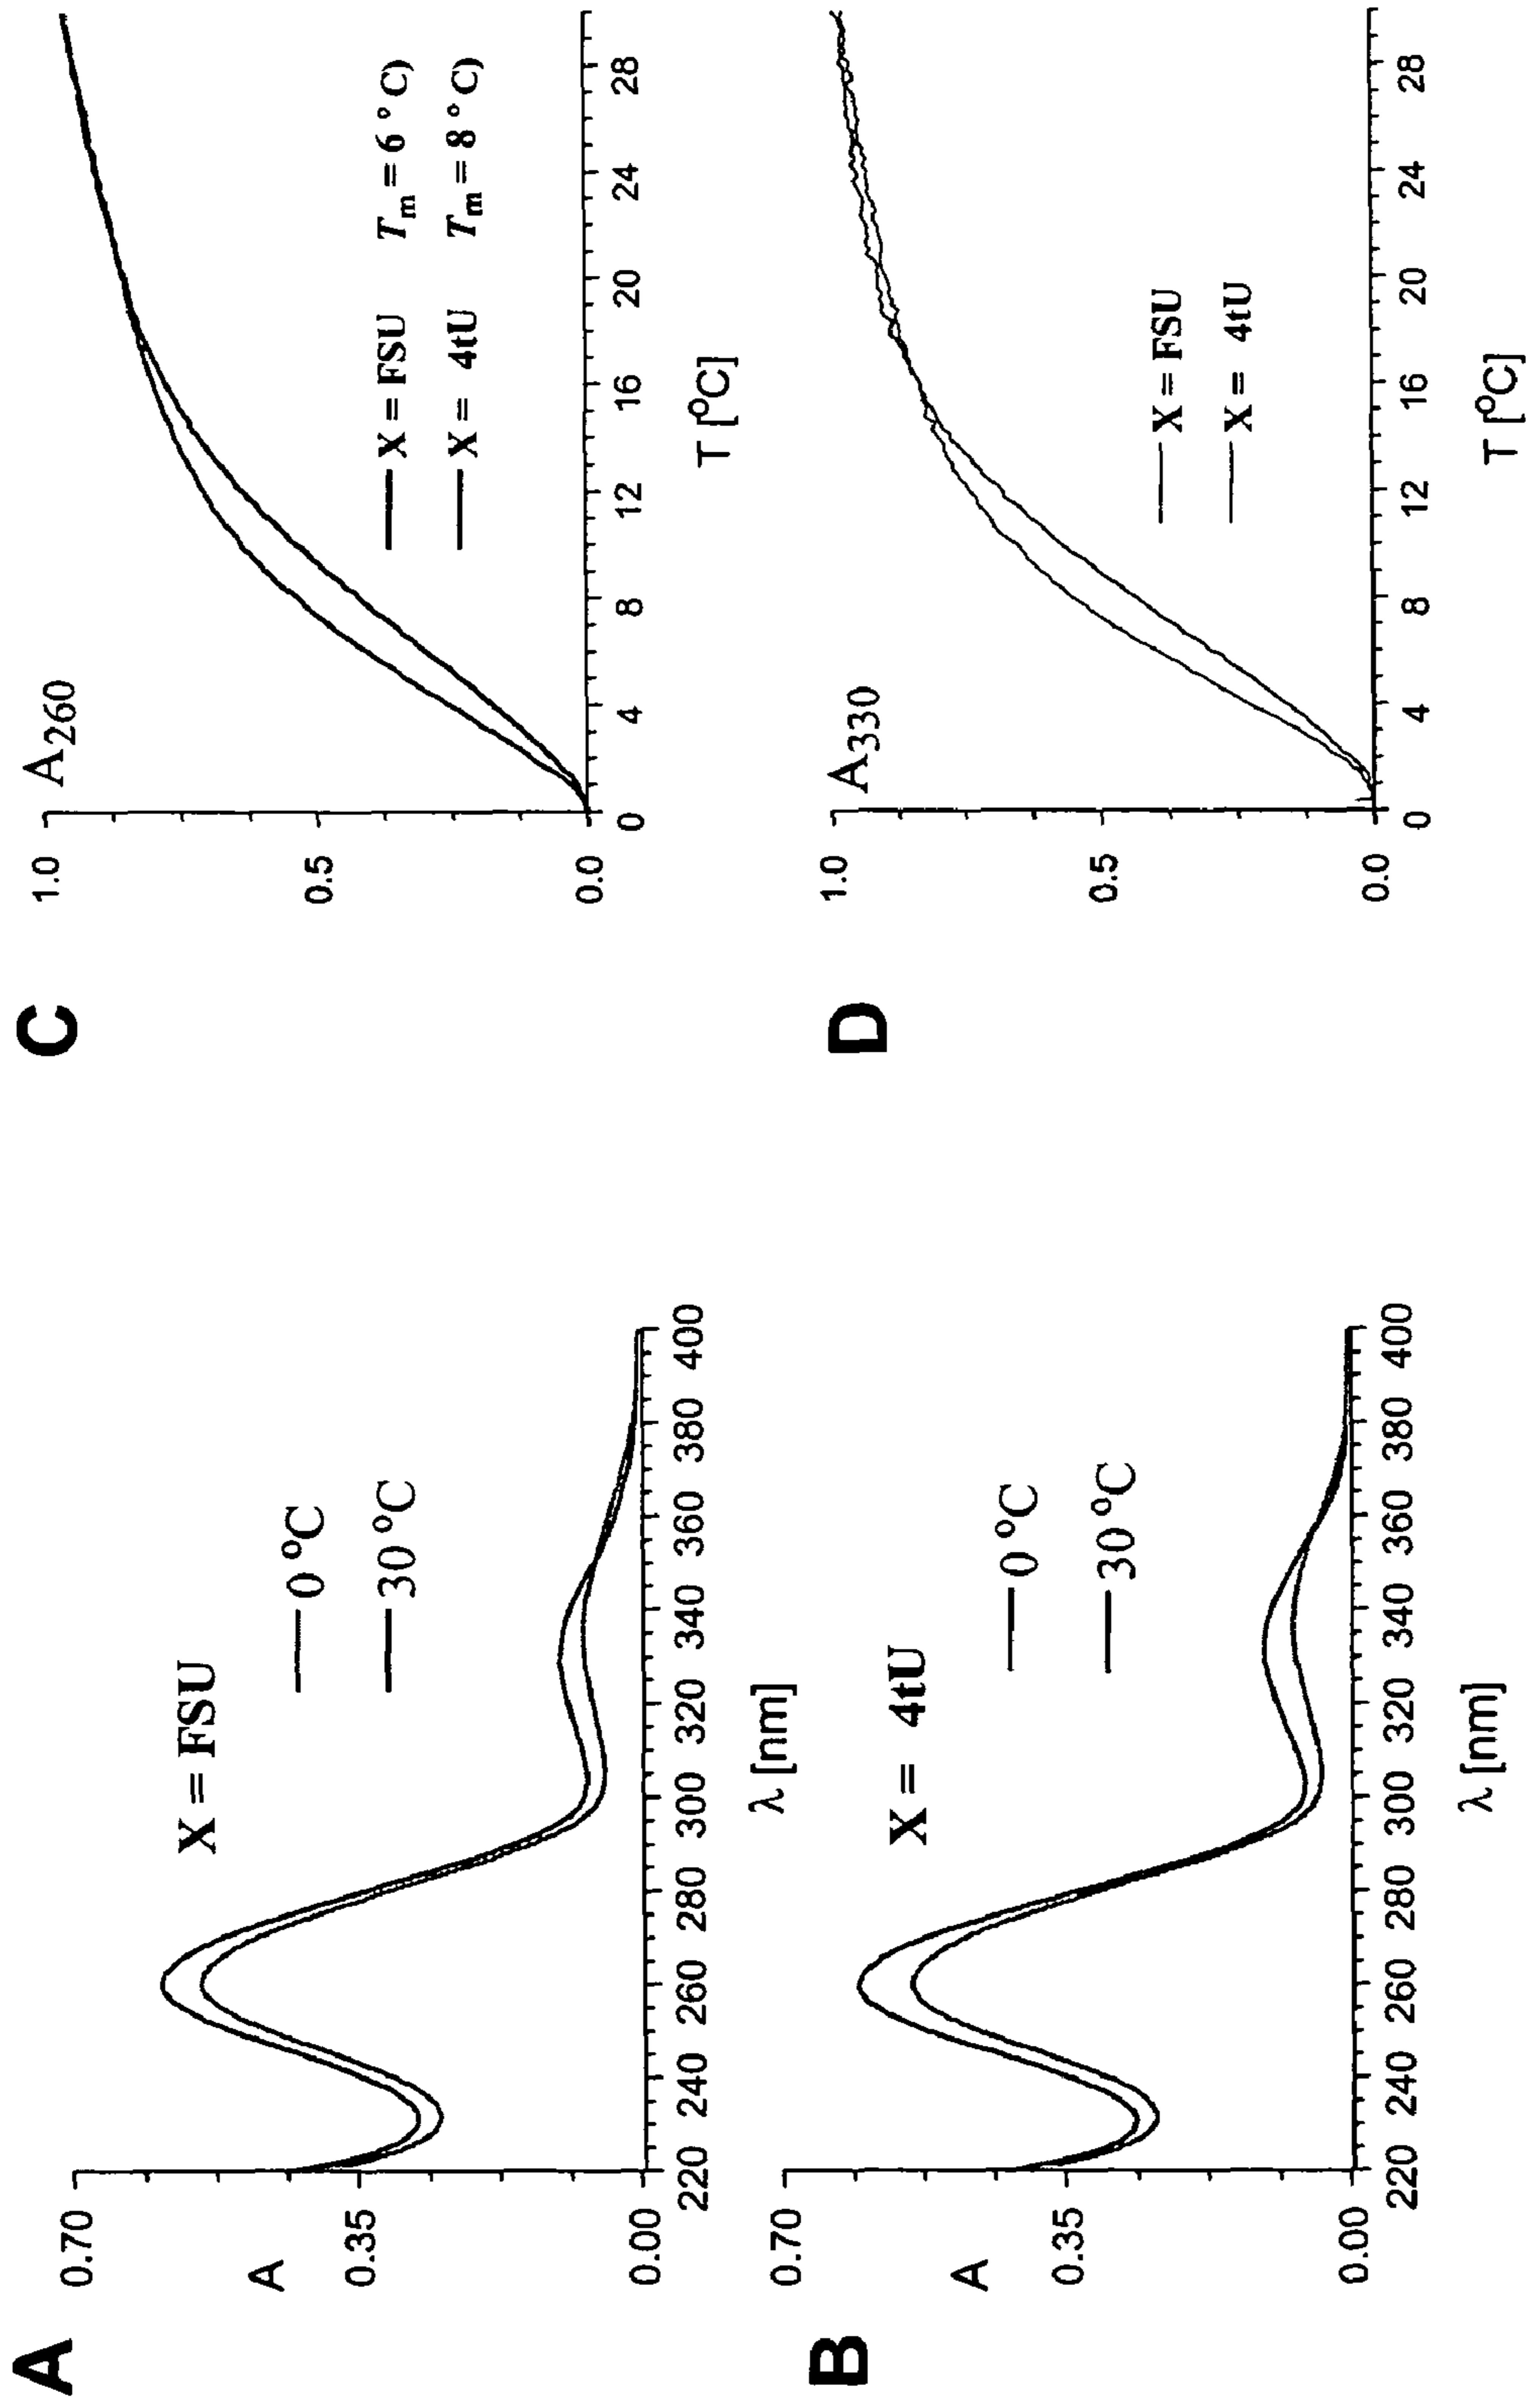 A
X = FSU
0 °C
30 °C
A
0.70
0.35
0.00
220 240 260 280 300 320 340 360 380 400
λ [nm]
B
X = 4tU
0 °C
30 °C
A
0.70
0.35
0.00
220 240 260 280 300 320 340 360 380 400
λ [nm]
C
A260
X = FSU Tm = 6 °C)
X = 4tU Tm = 8 °C)
1.0
0.5
0.0
0 4 8 12 16 20 24 28
T [°C]
D
A330
X = FSU
X = 4tU
1.0
0.5
0.0
0 4 8 12 16 20 24 28
T [°C]